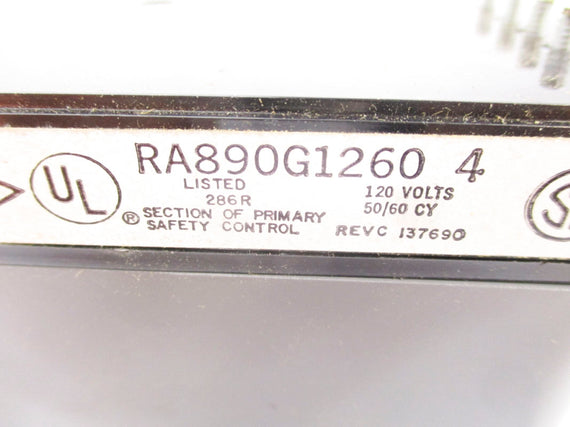 RA890G1260 4
UL
LISTED
286R
® SECTION OF PRIMARY
SAFETY CONTROL
120 VOLTS
50/60 CY
REVC 137690